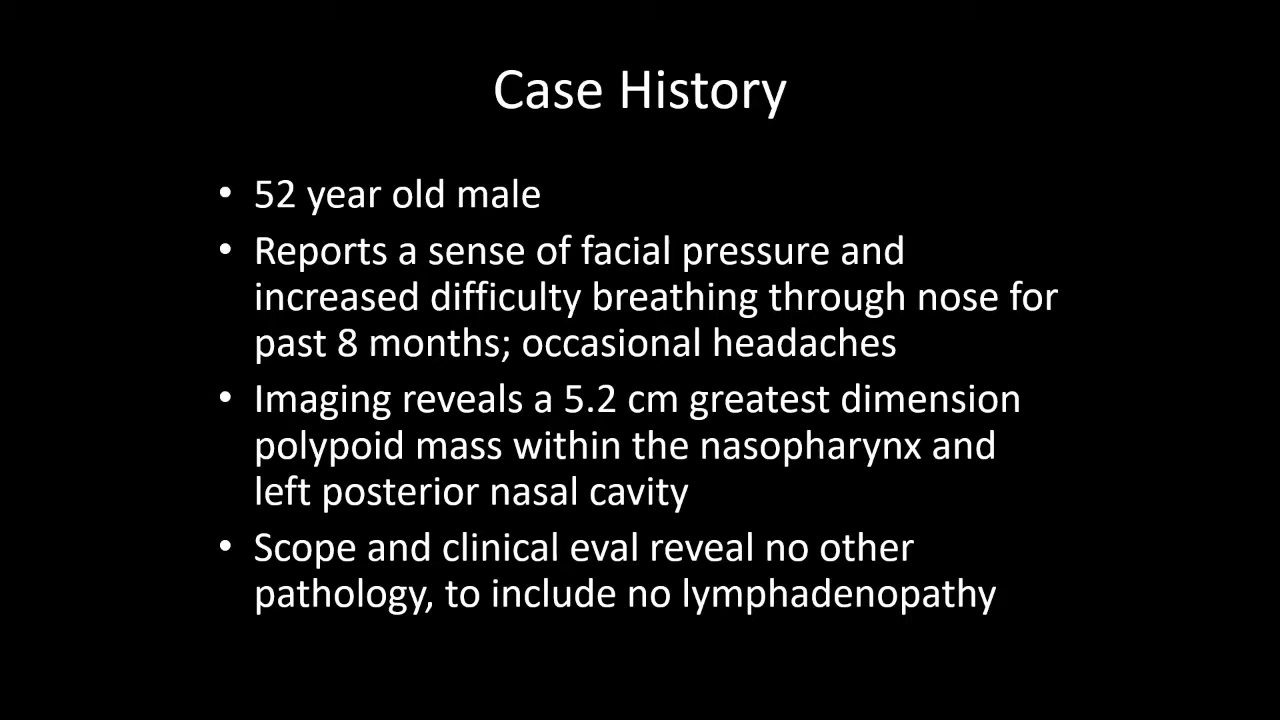 Case History
• 52 year old male
• Reports a sense of facial pressure and
increased difficulty breathing through nose for
past 8 months; occasional headaches
• Imaging reveals a 5.2 cm greatest dimension
polypoid mass within the nasopharynx and
left posterior nasal cavity
• Scope and clinical eval reveal no other
pathology, to include no lymphadenopathy